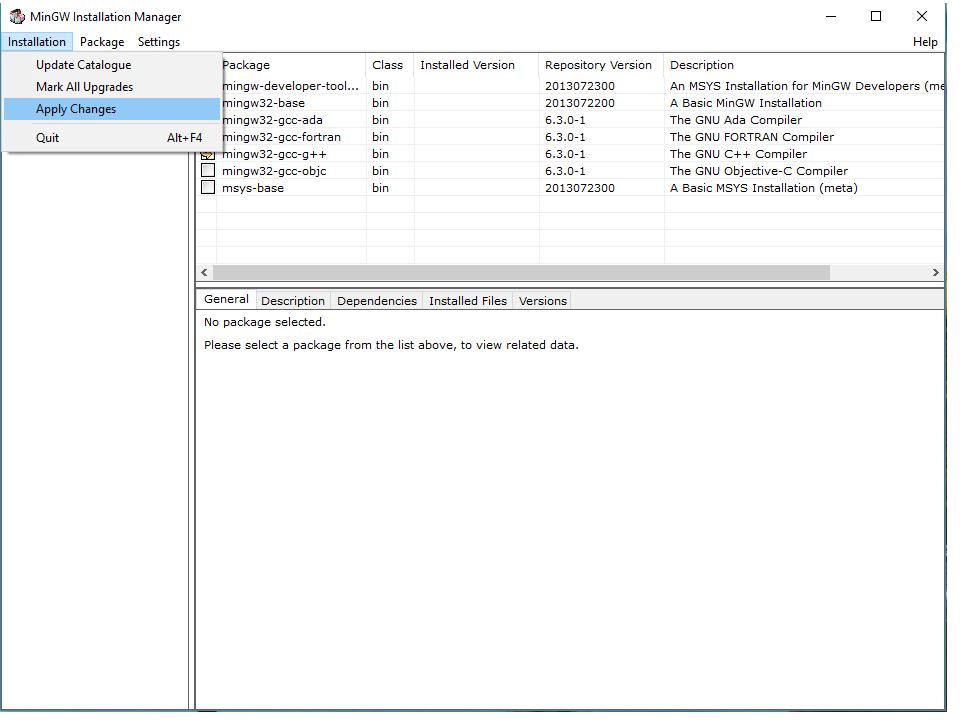 MinGW Installation Manager
Installation Package Settings Help
Update Catalogue
Mark All Upgrades
Apply Changes
Quit Alt+F4
Package Class Installed Version Repository Version Description
mingw-developer-tool... bin 2013072300 An MSYS Installation for MinGW Developers (me
mingw32-base bin 2013072200 A Basic MinGW Installation
mingw32-gcc-ada bin 6.3.0-1 The GNU Ada Compiler
mingw32-gcc-fortran bin 6.3.0-1 The GNU FORTRAN Compiler
mingw32-gcc-g++ bin 6.3.0-1 The GNU C++ Compiler
mingw32-gcc-objc bin 6.3.0-1 The GNU Objective-C Compiler
msys-base bin 2013072300 A Basic MSYS Installation (meta)
General Description Dependencies Installed Files Versions
No package selected.
Please select a package from the list above, to view related data.